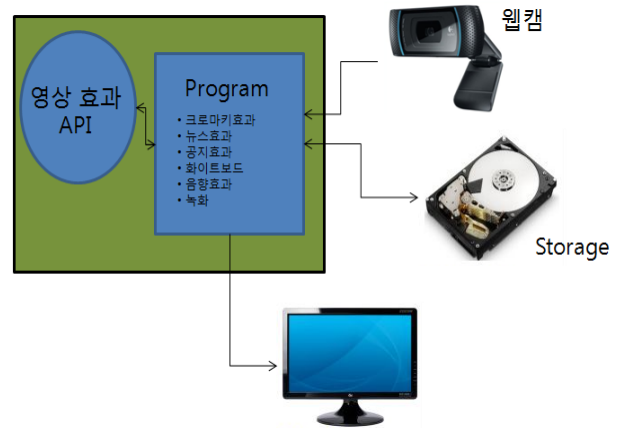 웹캠
영상 효과
API
Program
• 크로마키효과
• 뉴스효과
• 공지효과
• 화이트보드
• 음향효과
• 녹화
Storage